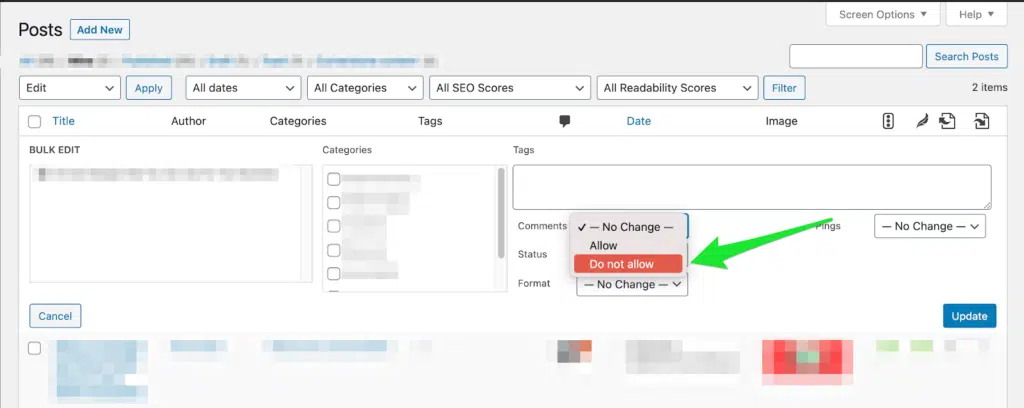 Screen Options ▼ Help ▼
Posts Add New
Search Posts
Edit Apply All dates All Categories All SEO Scores All Readability Scores Filter 2 items
Title Author Categories Tags Date Image
BULK EDIT Categories Tags
Comments ✓ — No Change — Pings — No Change —
Allow
Status Do not allow
Format — No Change —
Cancel Update